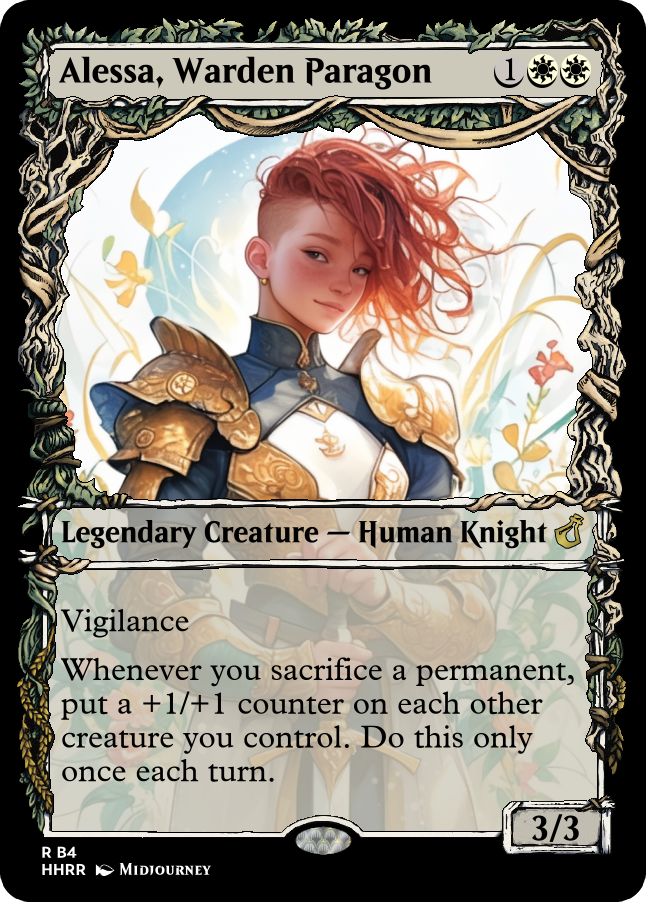 Alessa, Warden Paragon 1
Legendary Creature — Human Knight
Vigilance
Whenever you sacrifice a permanent,
put a +1/+1 counter on each other
creature you control. Do this only
once each turn.
3/3
R B4
HHRR Midjourney